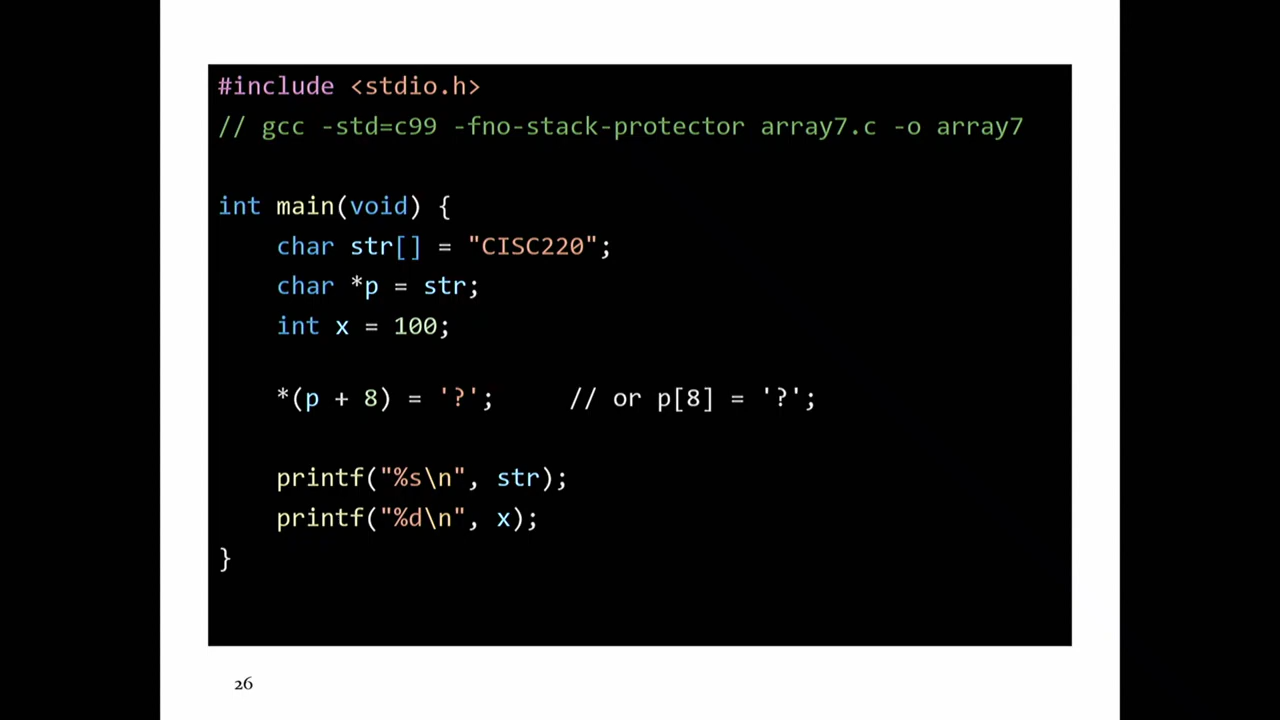 #include <stdio.h>
// gcc -std=c99 -fno-stack-protector array7.c -o array7
int main(void) {
    char str[] = "CISC220";
    char *p = str;
    int x = 100;
    *(p + 8) = '?';     // or p[8] = '?';
    printf("%s\n", str);
    printf("%d\n", x);
}
26